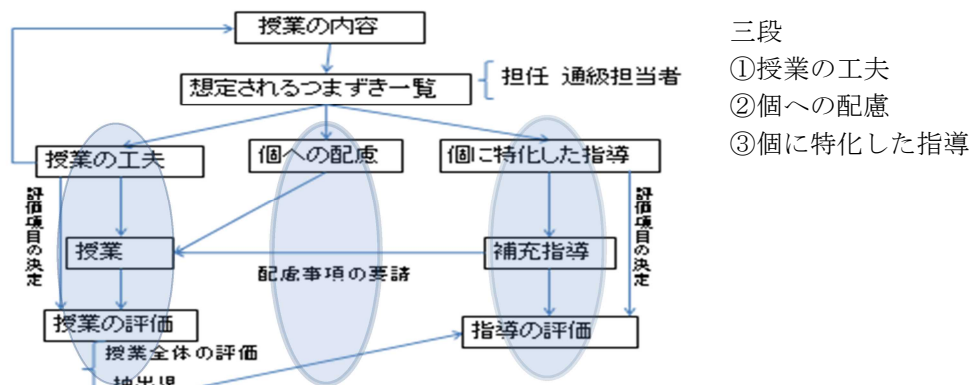 授業の内容
想定されるつまずき一覧
担任 通級担当者
三段
①授業の工夫
②個への配慮
③個に特化した指導
授業の工夫
個への配慮
個に特化した指導
評価項目の決定
評価項目の決定
授業
補充指導
配慮事項の要請
授業の評価
指導の評価
授業全体の評価
抽出児